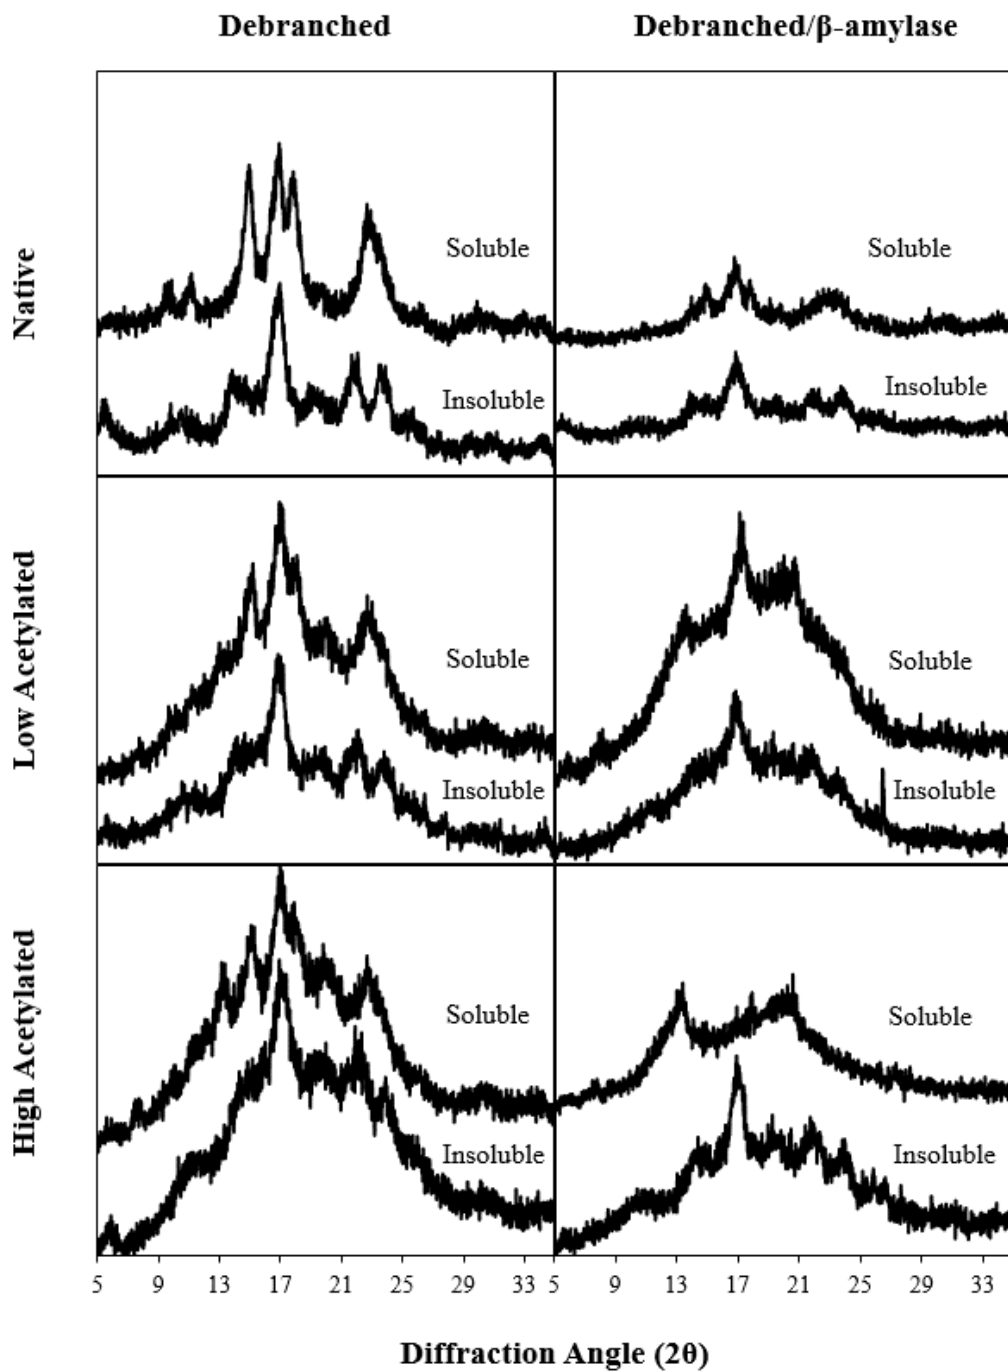 Debranched
Debranched/β-amylase
Native
Soluble
Insoluble
Soluble
Insoluble
Low Acetylated
Soluble
Insoluble
Soluble
Insoluble
High Acetylated
Soluble
Insoluble
Soluble
Insoluble
5 9 13 17 21 25 29 33 5 9 13 17 21 25 29 33
Diffraction Angle (2θ)